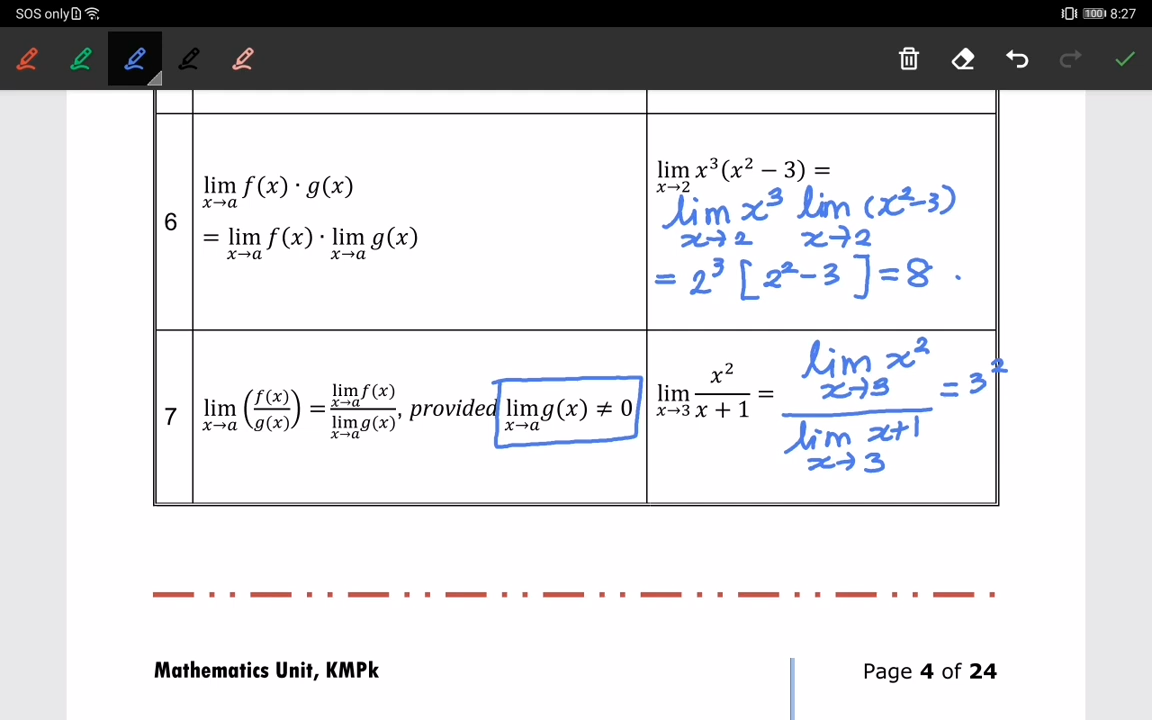 SOS only 100 8:27
6
lim x→a f(x) · g(x)
= lim x→a f(x) · lim x→a g(x)
lim x→2 x³(x² − 3) =
lim x→2 x³ lim x→2 (x²-3)
= 2³ [2²-3] = 8 .
7
lim x→a (f(x)/g(x)) = lim x→a f(x) / lim x→a g(x), provided lim x→a g(x) ≠ 0
lim x→3 x²/(x + 1) = lim x→3 x² / lim x→3 x+1 = 3²
Mathematics Unit, KMPk
Page 4 of 24